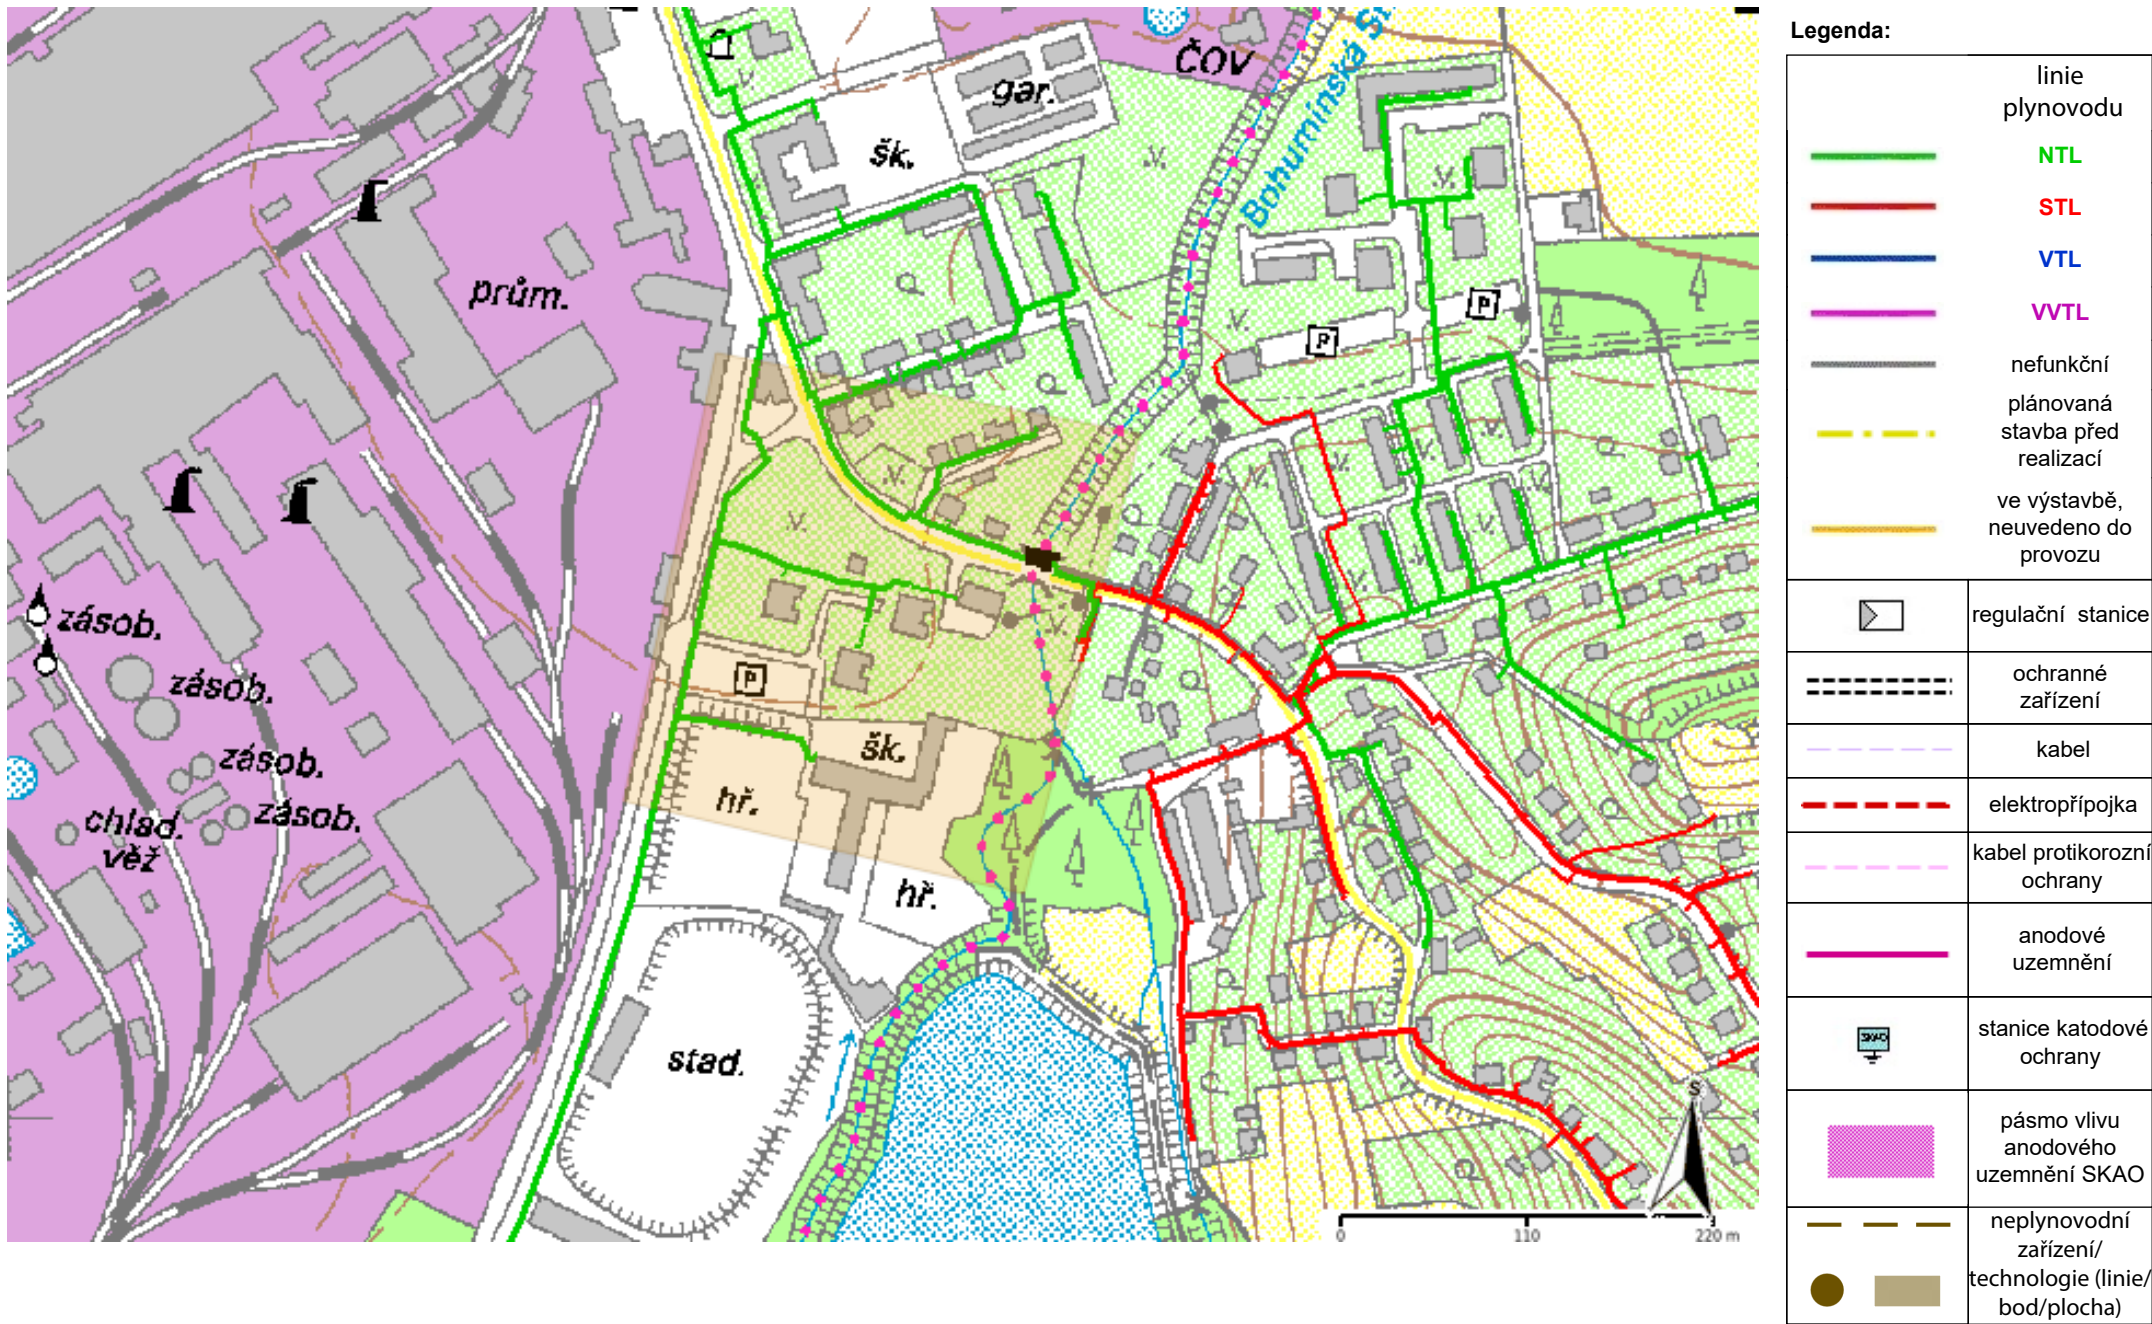 ČOV
gar.
šk.
Bohumínská St
prům.
P
P
zásob.
zásob.
zásob.
zásob.
chlad.
věž
P
šk.
hř.
hř.
stad.
S
0 110 220 m
Legenda:
linie
plynovodu
NTL
STL
VTL
VVTL
nefunkční
plánovaná
stavba před
realizací
ve výstavbě,
neuvedeno do
provozu
regulační stanice
ochranné
zařízení
kabel
elektropřípojka
kabel protikorozní
ochrany
anodové
uzemnění
SKAO
stanice katodové
ochrany
pásmo vlivu
anodového
uzemnění SKAO
neplynovodní
zařízení/
technologie (linie/
bod/plocha)